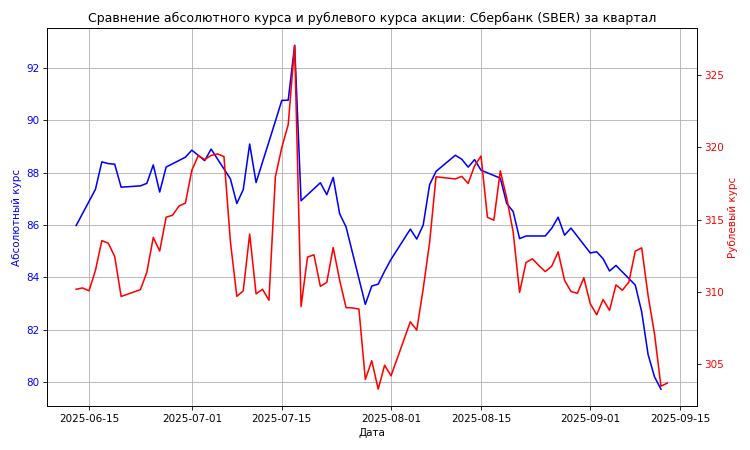 Сравнение абсолютного курса и рублевого курса акции: Сбербанк (SBER) за квартал
92
90
88
86
84
82
80
Абсолютный курс
325
320
315
310
305
Рублевый курс
2025-06-15 2025-07-01 2025-07-15 2025-08-01 2025-08-15 2025-09-01 2025-09-15
Дата